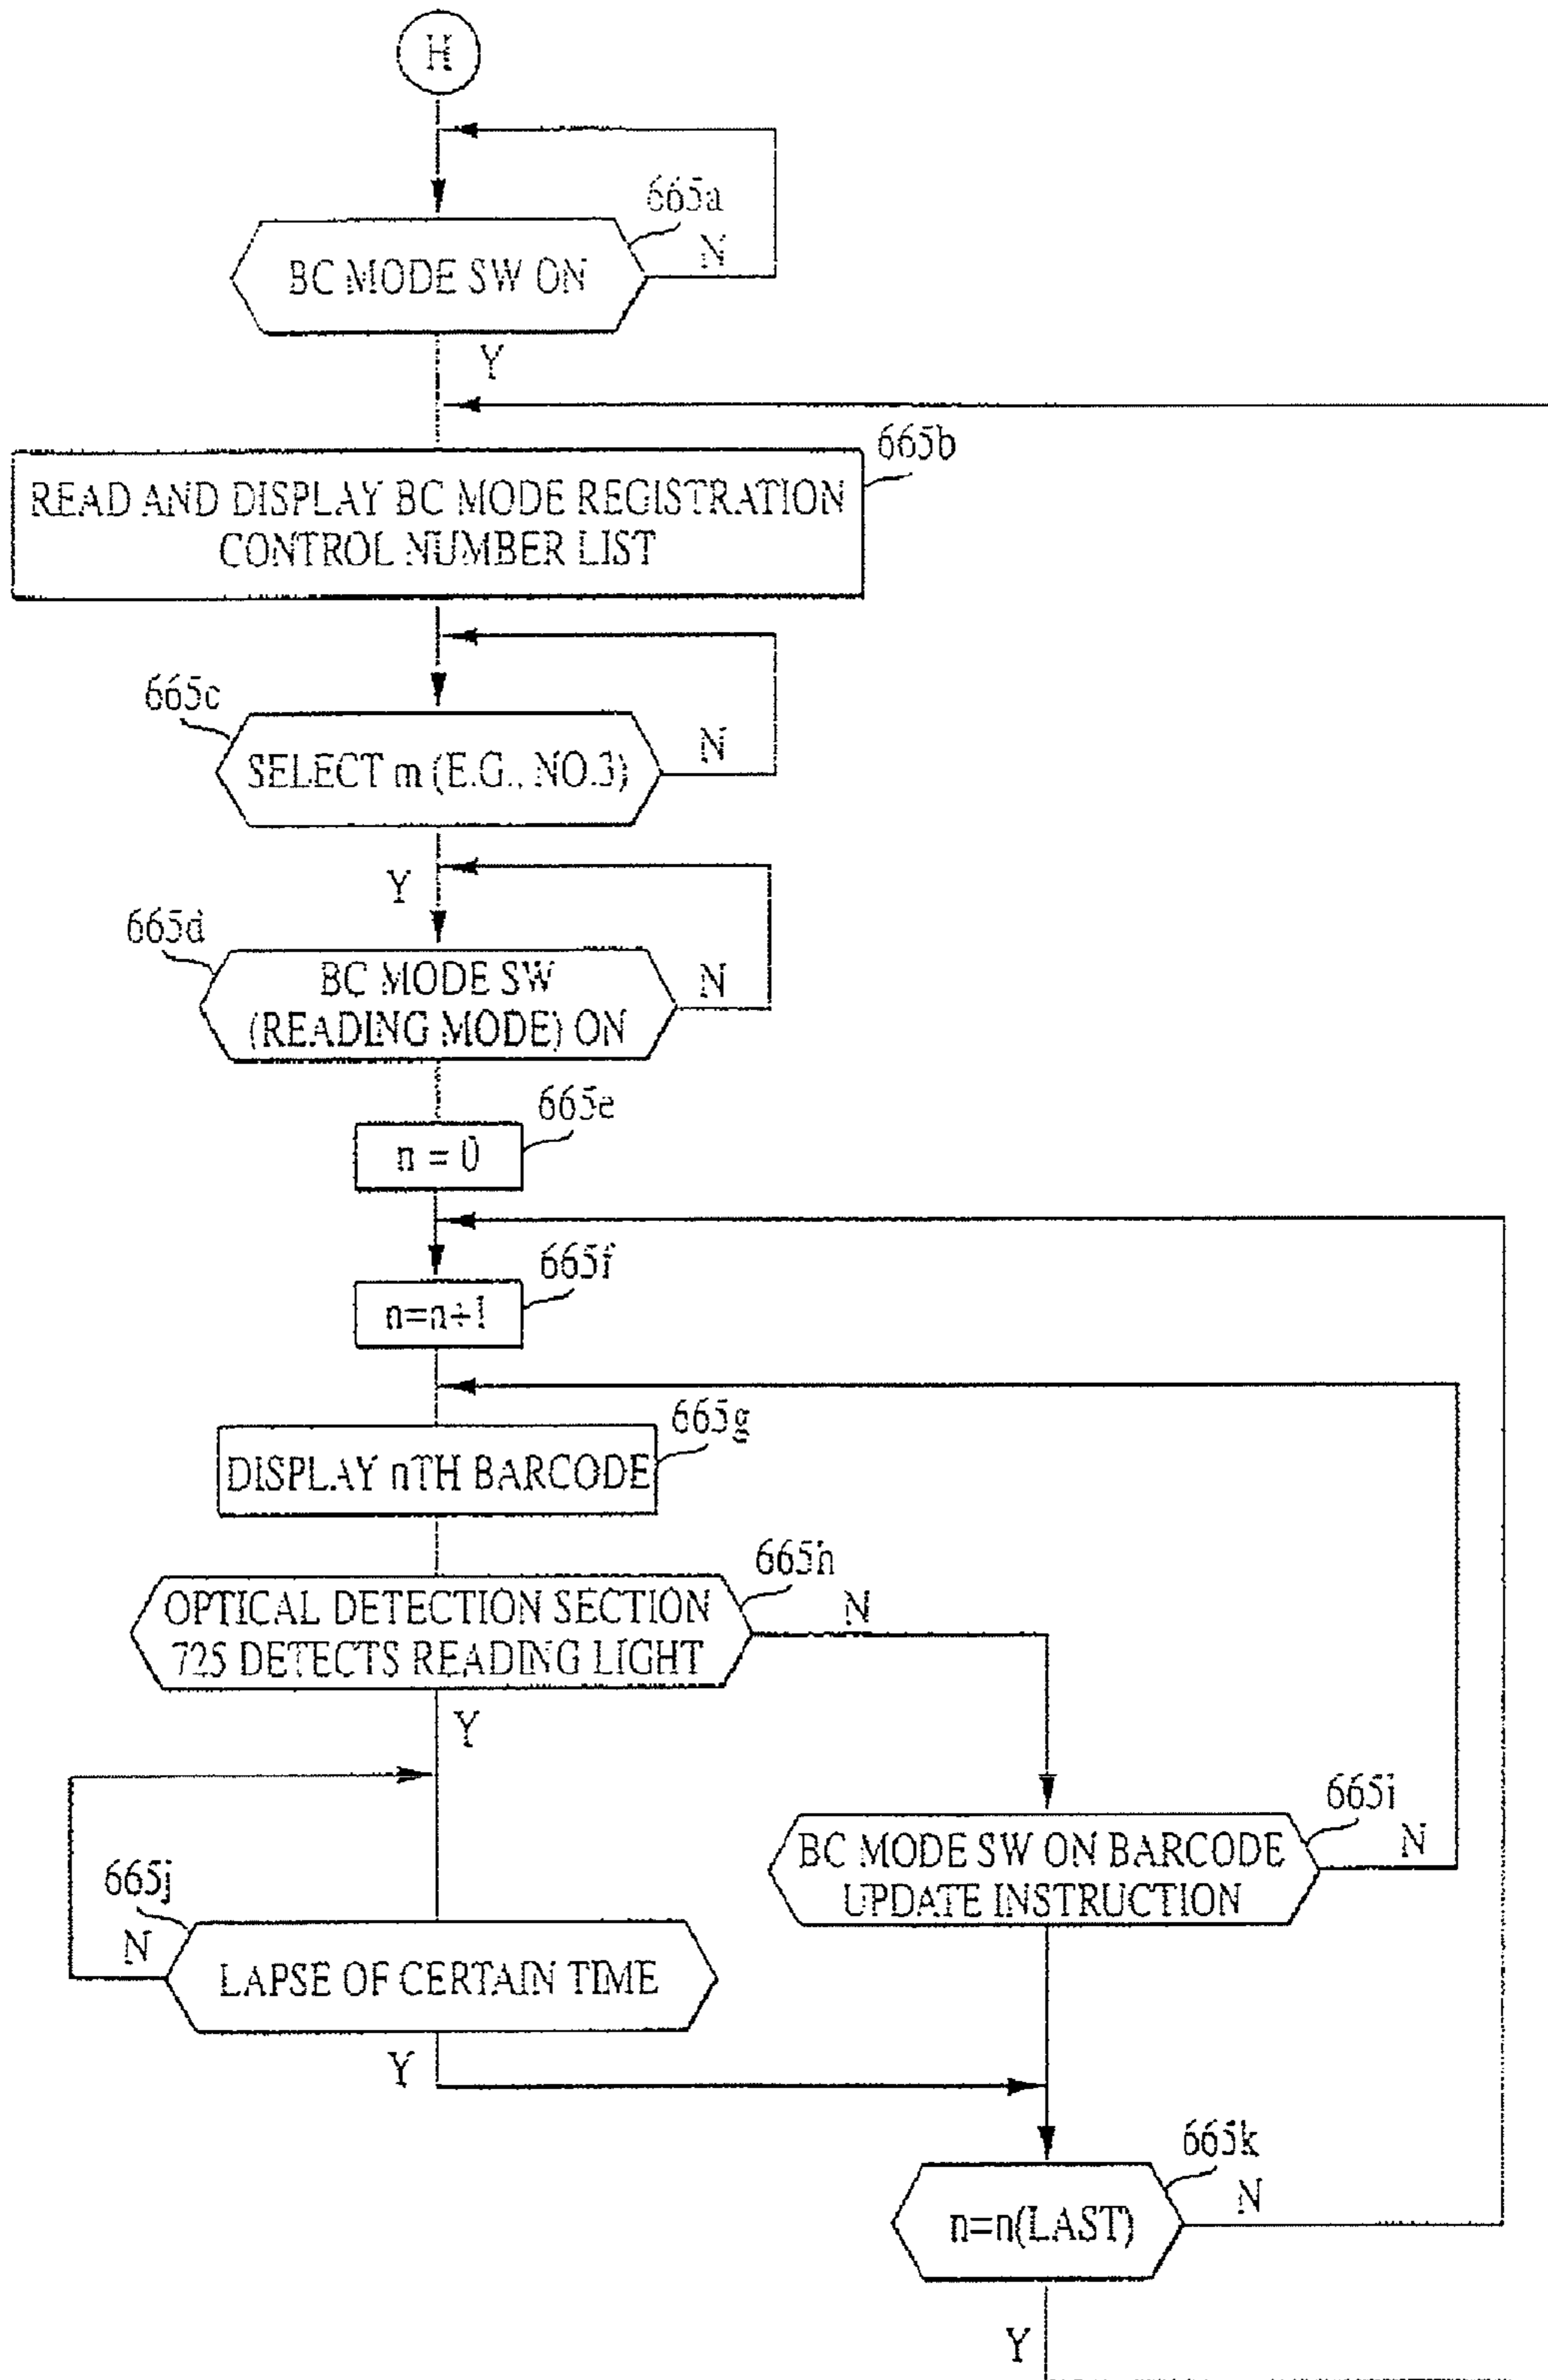 H
665a
BC MODE SW ON
N
Y
665b
READ AND DISPLAY BC MODE REGISTRATION
CONTROL NUMBER LIST
665c
SELECT m (E.G., NO.3)
N
Y
665d
BC MODE SW
(READING MODE) ON
N
665e
n = 0
665f
n=n+1
665g
DISPLAY nTH BARCODE
665h
OPTICAL DETECTION SECTION
725 DETECTS READING LIGHT
N
Y
665i
BC MODE SW ON BARCODE
UPDATE INSTRUCTION
N
665j
N
LAPSE OF CERTAIN TIME
Y
665k
n=n(LAST)
N
Y